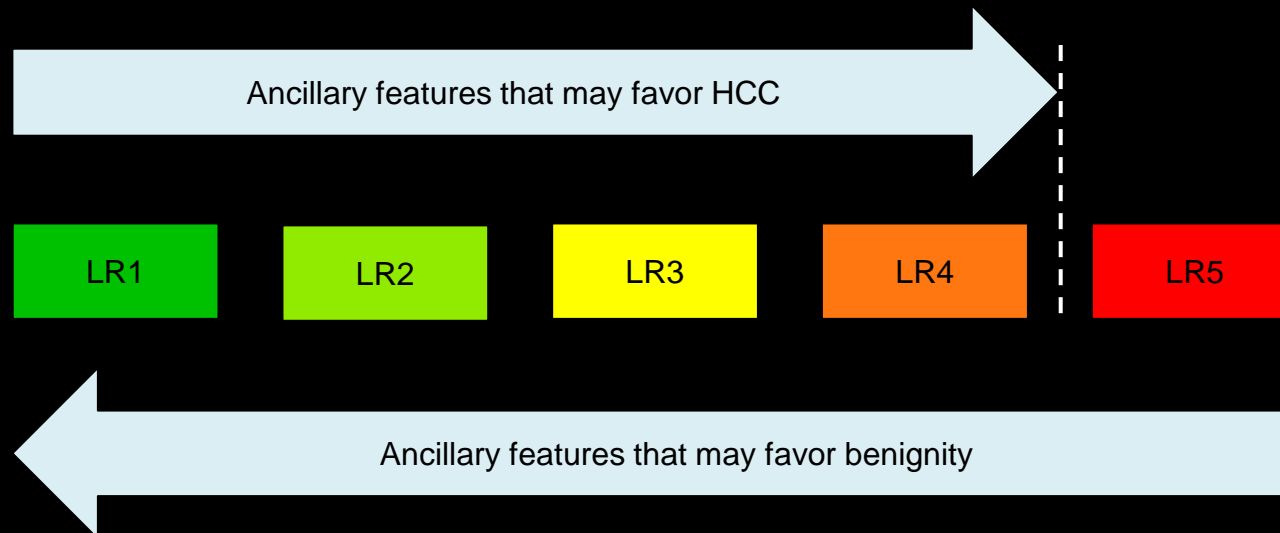 Ancillary features that may favor HCC
LR1
LR2
LR3
LR4
LR5
Ancillary features that may favor benignity